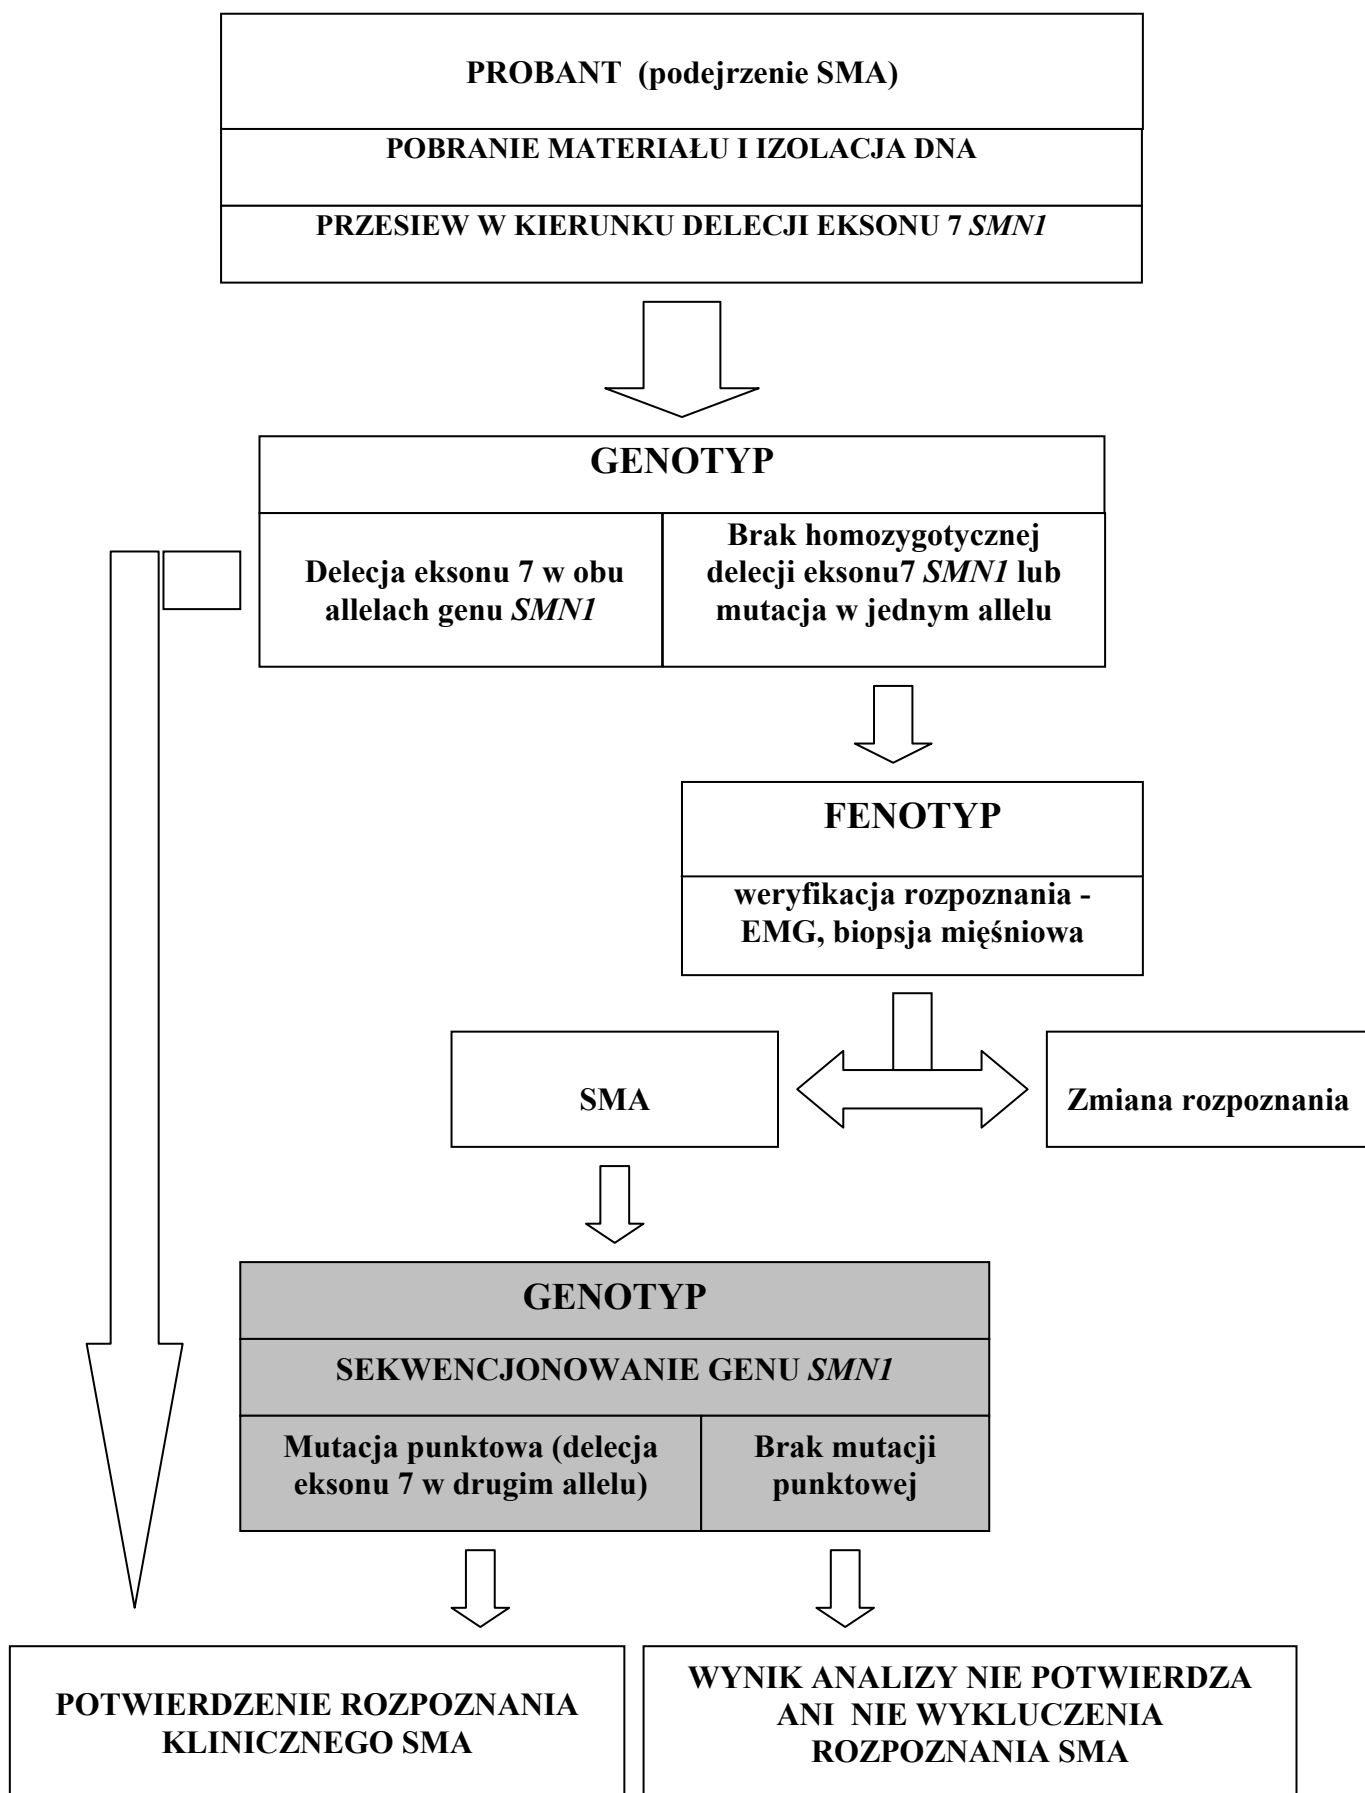 PROBANT (podejrzenie SMA)
POBRANIE MATERIAŁU I IZOLACJA DNA
PRZESIEW W KIERUNKU DELECJI EKSONU 7 SMN1
GENOTYP
Delecja eksonu 7 w obu
allelach genu SMN1
Brak homozygotycznej
delecji eksonu7 SMN1 lub
mutacja w jednym allelu
FENOTYP
weryfikacja rozpoznania -
EMG, biopsja mięśniowa
SMA
Zmiana rozpoznania
GENOTYP
SEKWENCJONOWANIE GENU SMN1
Mutacja punktowa (delecja
eksonu 7 w drugim allelu)
Brak mutacji
punktowej
POTWIERDZENIE ROZPOZNANIA
KLINICZNEGO SMA
WYNIK ANALIZY NIE POTWIERDZA
ANI NIE WYKLUCZENIA
ROZPOZNANIA SMA